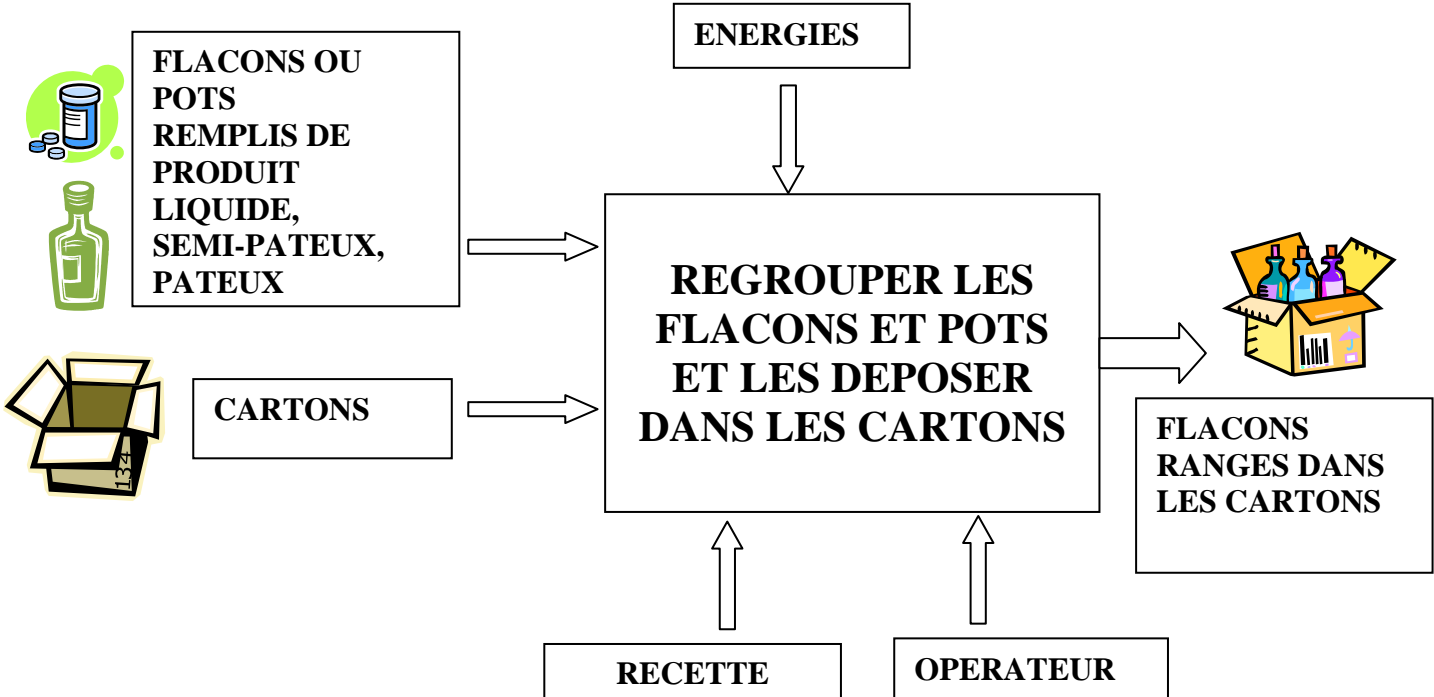 ENERGIES
FLACONS OU
POTS
REMPLIS DE
PRODUIT
LIQUIDE,
SEMI-PATEUX,
PATEUX
CARTONS
134
REGROUPER LES
FLACONS ET POTS
ET LES DEPOSER
DANS LES CARTONS
FLACONS
RANGES DANS
LES CARTONS
RECETTE
OPERATEUR